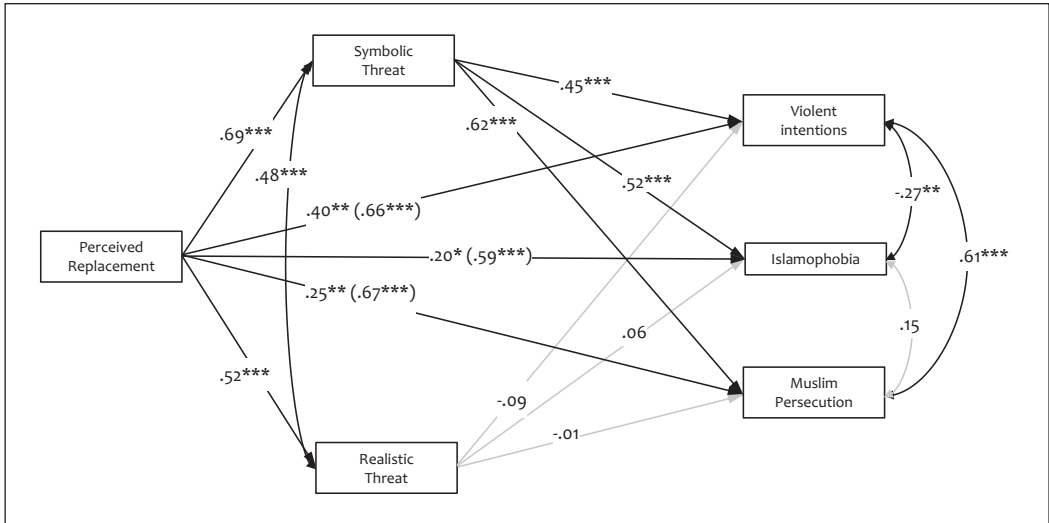 Symbolic
Threat
.45***
Violent
intentions
.62***
.69***
.48***
.52***
-.27**
.40** (.66***)
Perceived
Replacement
.20* (.59***)
Islamophobia
.61***
.25** (.67***)
.06
.15
.52***
Muslim
Persecution
-.09
-.01
Realistic
Threat